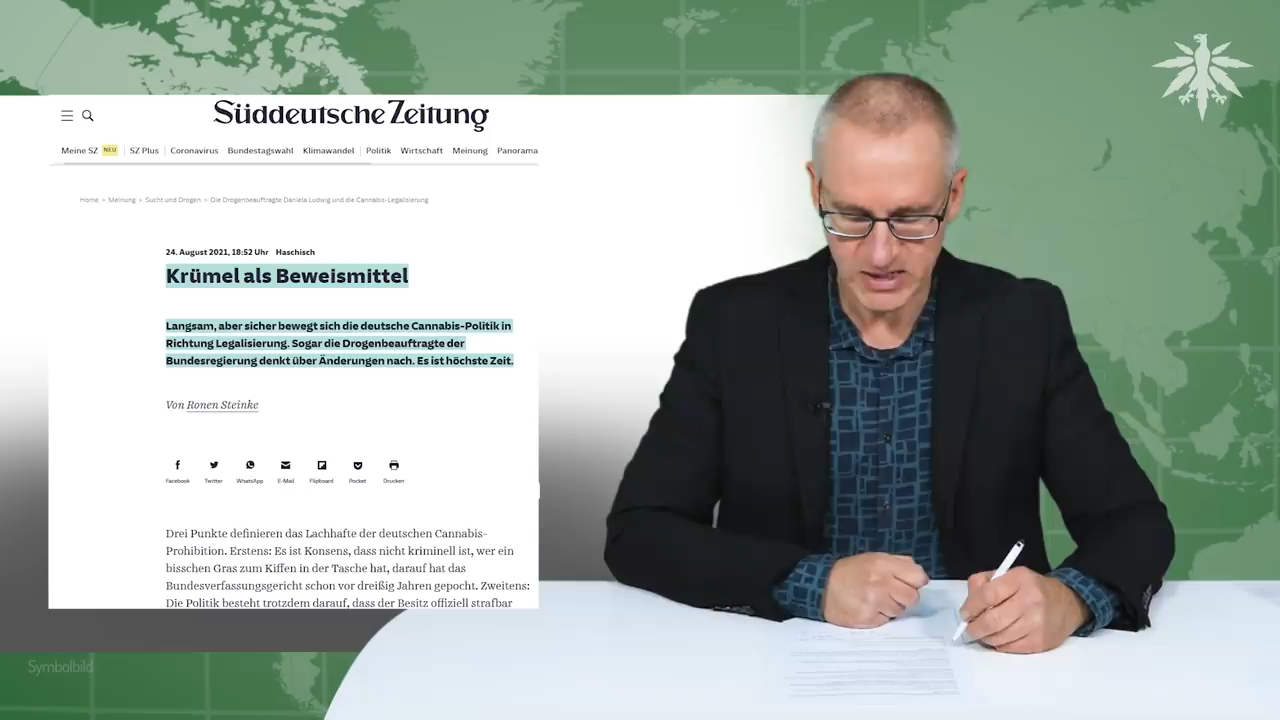 Süddeutsche Zeitung
Meine SZ NEU SZ Plus Coronavirus Bundestagswahl Klimawandel Politik Wirtschaft Meinung Panorama
Home > Meinung > Sucht und Drogen > Die Drogenbeauftragte Daniela Ludwig und die Cannabis-Legalisierung
24. August 2021, 18:52 Uhr Haschisch
Krümel als Beweismittel
Langsam, aber sicher bewegt sich die deutsche Cannabis-Politik in
Richtung Legalisierung. Sogar die Drogenbeauftragte der
Bundesregierung denkt über Änderungen nach. Es ist höchste Zeit.
Von Ronen Steinke
Facebook Twitter WhatsApp E-Mail Flipboard Pocket Drucken
Drei Punkte definieren das Lachhafte der deutschen Cannabis-
Prohibition. Erstens: Es ist Konsens, dass nicht kriminell ist, wer ein
bisschen Gras zum Kiffen in der Tasche hat, darauf hat das
Bundesverfassungsgericht schon vor dreißig Jahren gepocht. Zweitens:
Die Politik besteht trotzdem darauf, dass der Besitz offiziell strafbar
Symbolbild